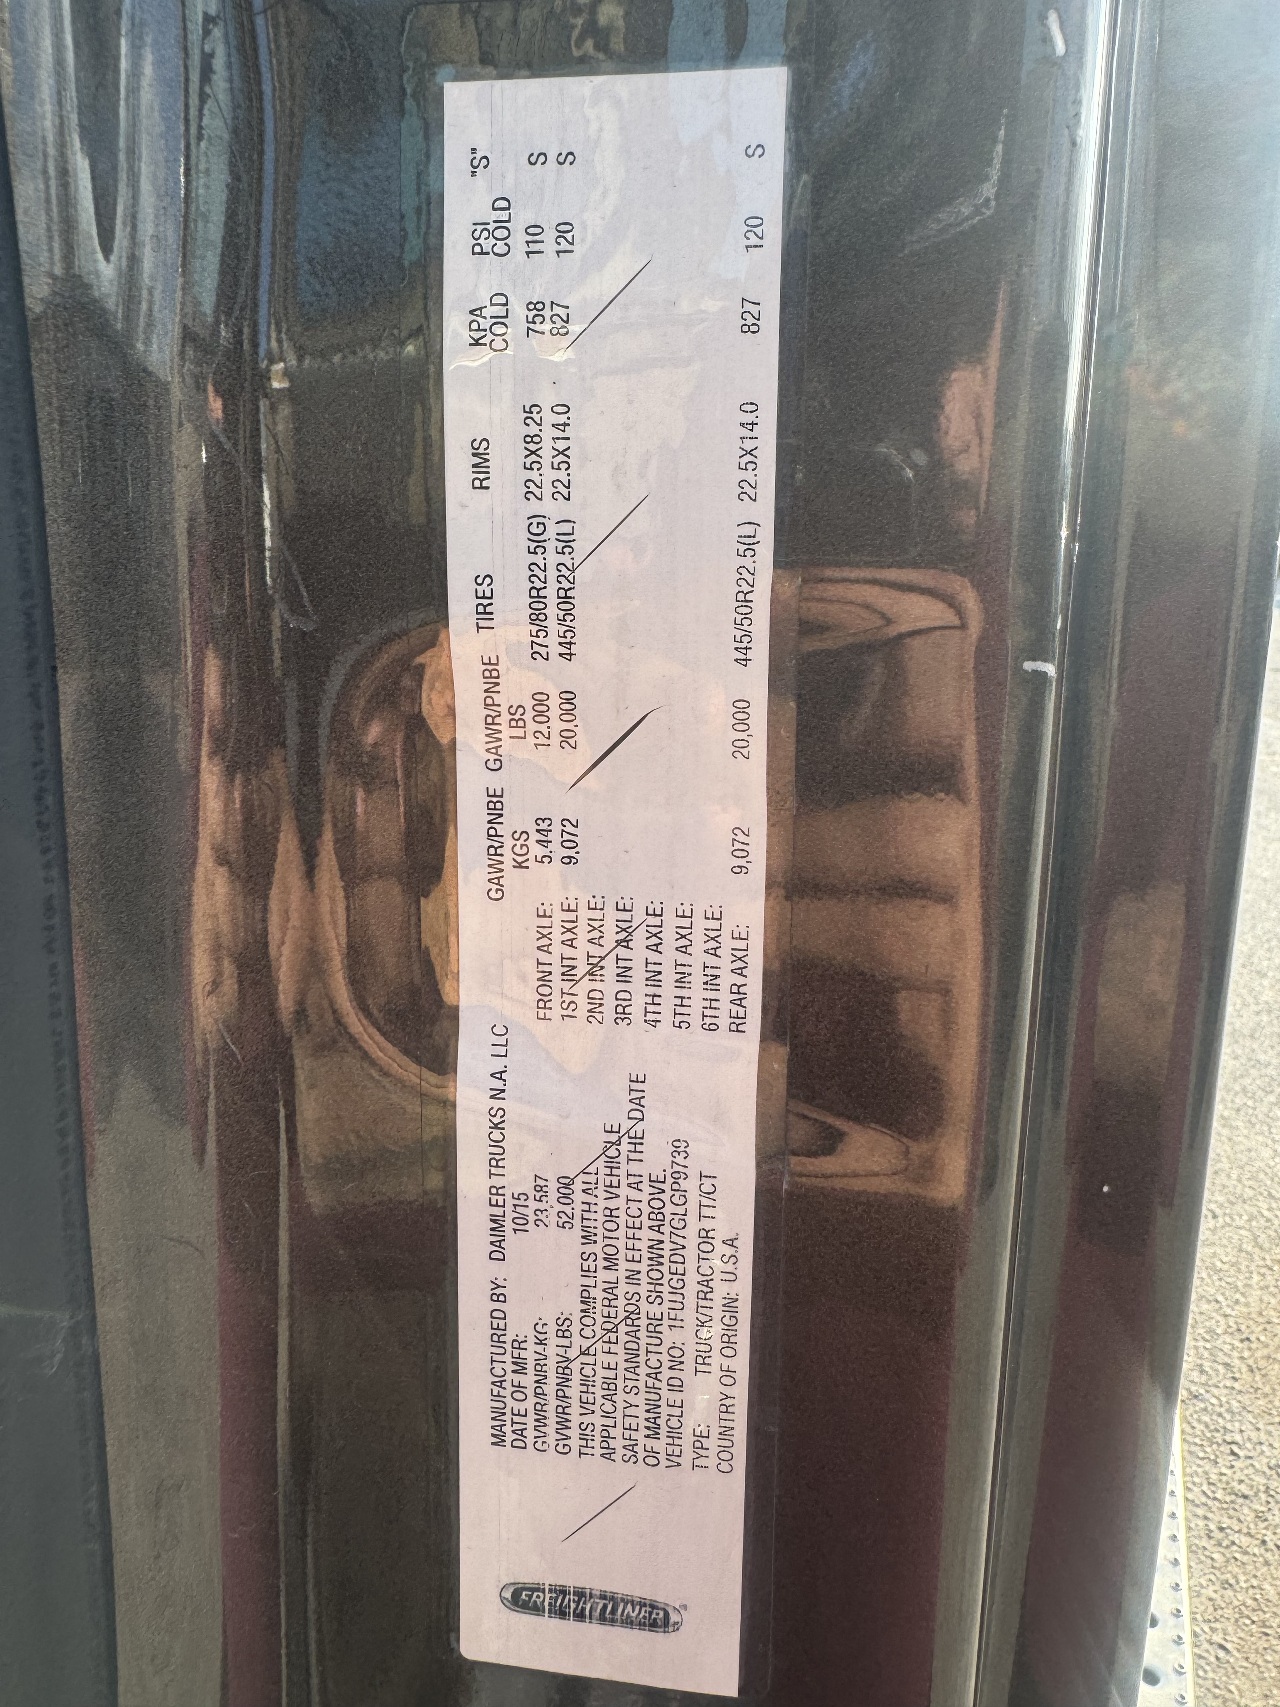 FREIGHTLINER
MANUFACTURED BY: DAIMLER TRUCKS N.A. LLC
DATE OF MFR: 10/15
GVWR/PNBV-KG: 23,587
GVWR/PNBV-LBS: 52,000
THIS VEHICLE COMPLIES WITH ALL
APPLICABLE FEDERAL MOTOR VEHICLE
SAFETY STANDARDS IN EFFECT AT THE DATE
OF MANUFACTURE SHOWN ABOVE.
VEHICLE ID NO: 1FUJGEDV7GLGP9739
TYPE: TRUCK/TRACTOR TT/CT
COUNTRY OF ORIGIN: U.S.A.
GAWR/PNBE GAWR/PNBE TIRES RIMS KPA PSI "S"
KGS LBS COLD COLD
FRONT AXLE: 5,443 12,000 275/80R22.5(G) 22.5X8.25 758 110 S
1ST INT AXLE: 9,072 20,000 445/50R22.5(L) 22.5X14.0 827 120 S
2ND INT AXLE:
3RD INT AXLE:
4TH INT AXLE:
5TH INT AXLE:
6TH INT AXLE:
REAR AXLE: 9,072 20,000 445/50R22.5(L) 22.5X14.0 827 120 S